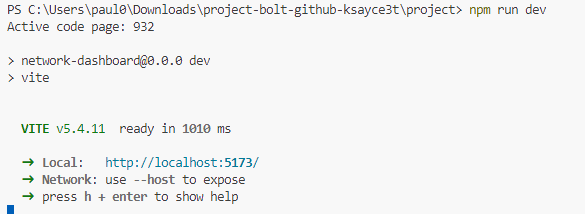 PS C:\Users\paul0\Downloads\project-bolt-github-ksayce3t\project> npm run dev
Active code page: 932
> network-dashboard@0.0.0 dev
> vite
VITE v5.4.11  ready in 1010 ms
➜ Local:   http://localhost:5173/
➜ Network: use --host to expose
➜ press h + enter to show help